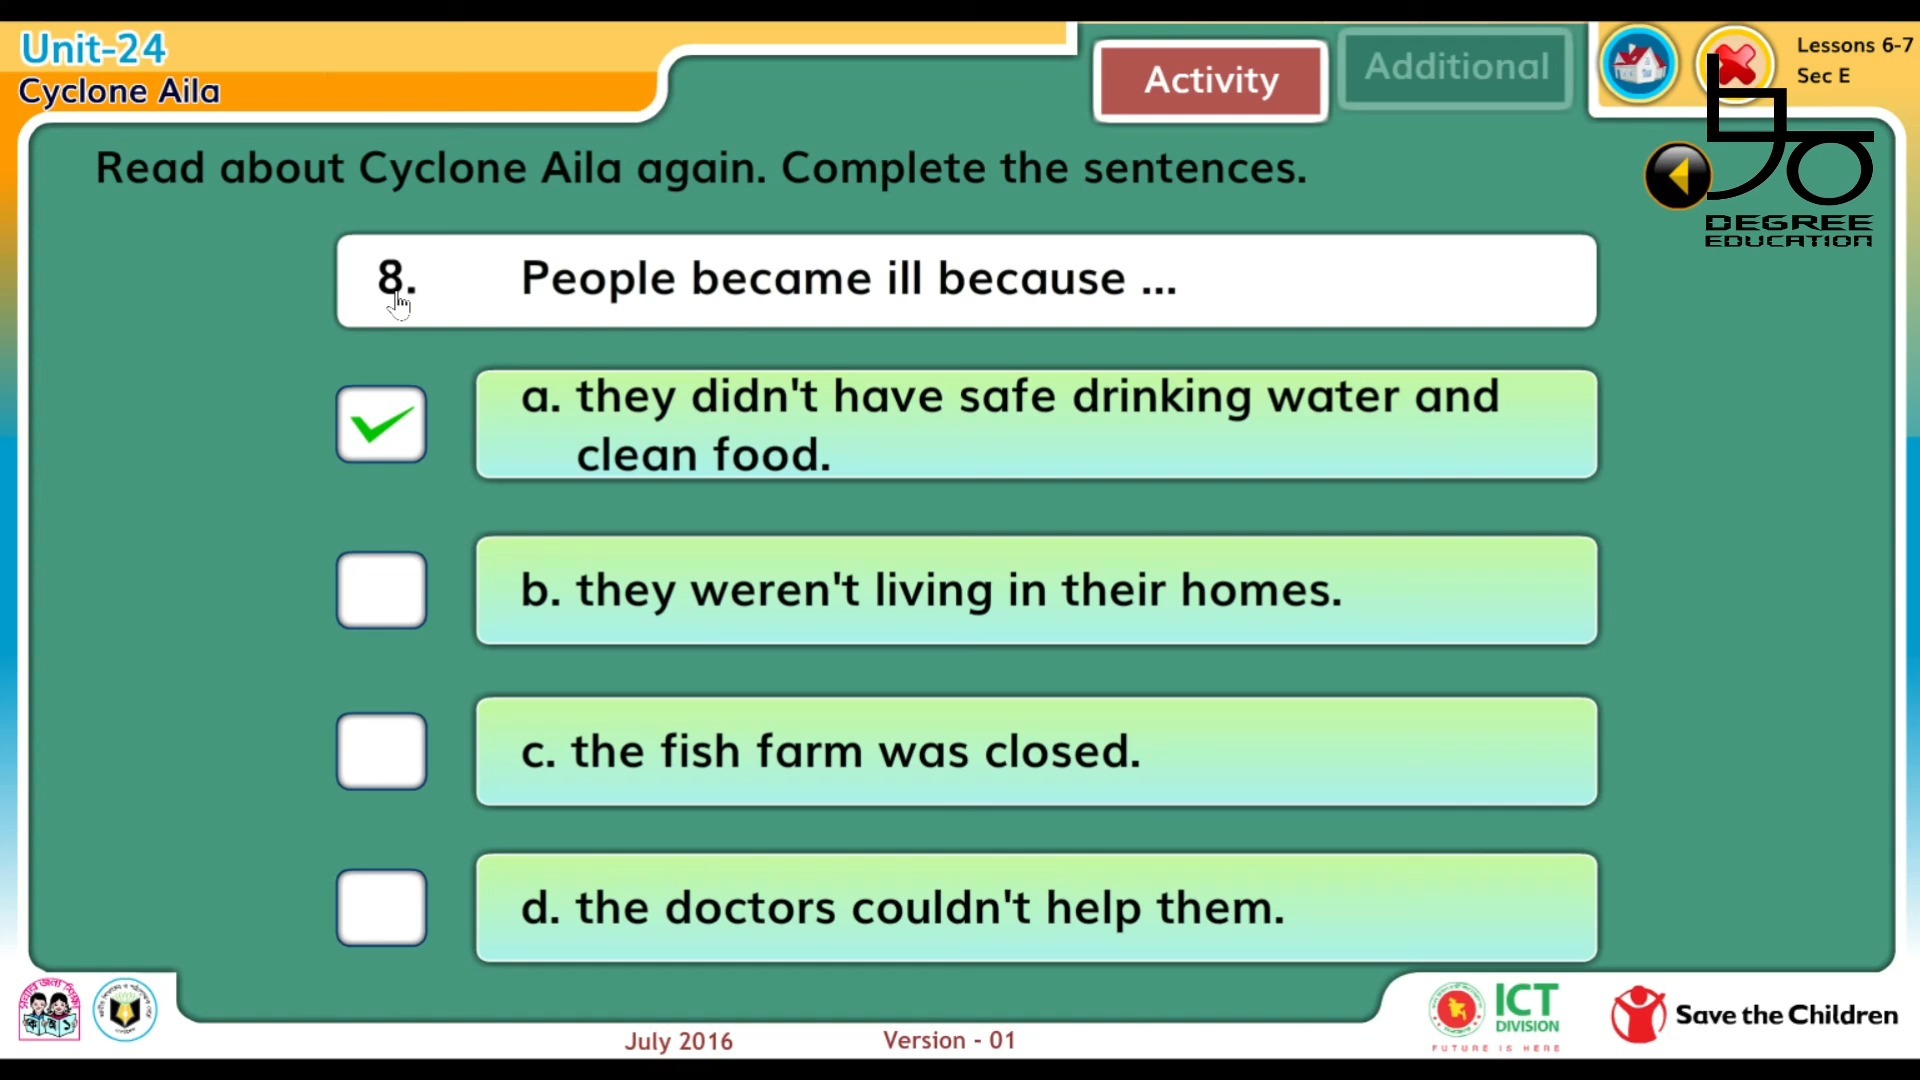 Unit-24
Cyclone Aila
Activity
Additional
Lessons 6-7
Sec E
DEGREE
EDUCATION
Read about Cyclone Aila again. Complete the sentences.
8. People became ill because ...
a. they didn't have safe drinking water and
clean food.
b. they weren't living in their homes.
c. the fish farm was closed.
d. the doctors couldn't help them.
July 2016
Version - 01
ICT
DIVISION
FUTURE IS HERE
Save the Children